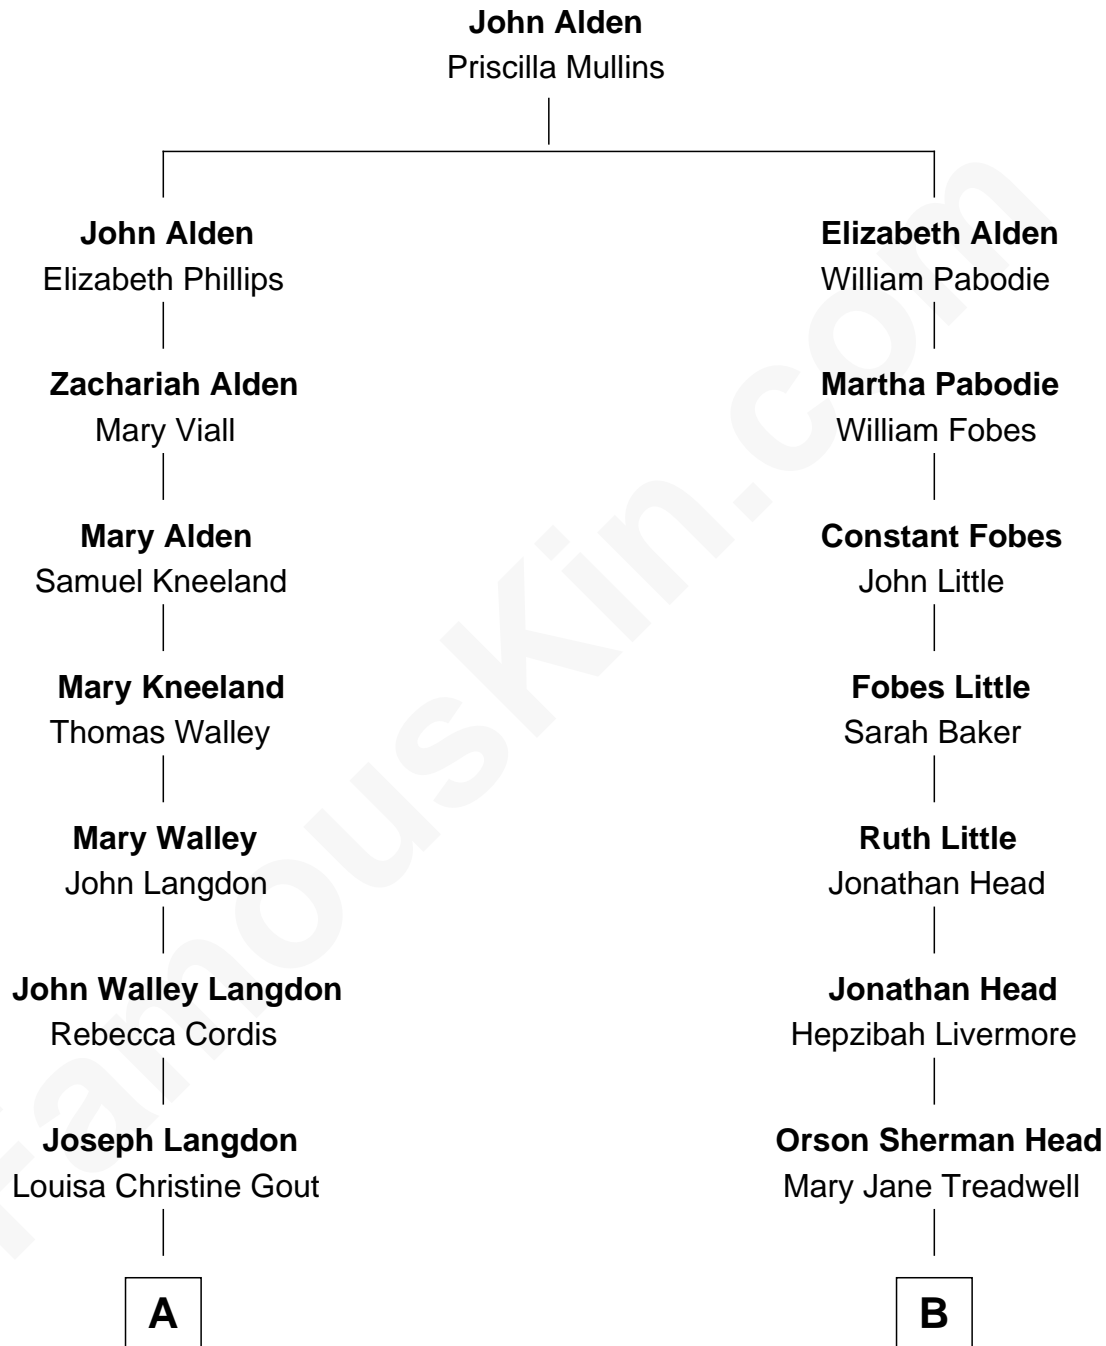 John Alden
Priscilla Mullins
John Alden
Elizabeth Phillips
Zachariah Alden
Mary Viall
Mary Alden
Samuel Kneeland
Mary Kneeland
Thomas Walley
Mary Walley
John Langdon
John Walley Langdon
Rebecca Cordis
Joseph Langdon
Louisa Christine Gout
A
Elizabeth Alden
William Pabodie
Martha Pabodie
William Fobes
Constant Fobes
John Little
Fobes Little
Sarah Baker
Ruth Little
Jonathan Head
Jonathan Head
Hepzibah Livermore
Orson Sherman Head
Mary Jane Treadwell
B
FamousKin.com